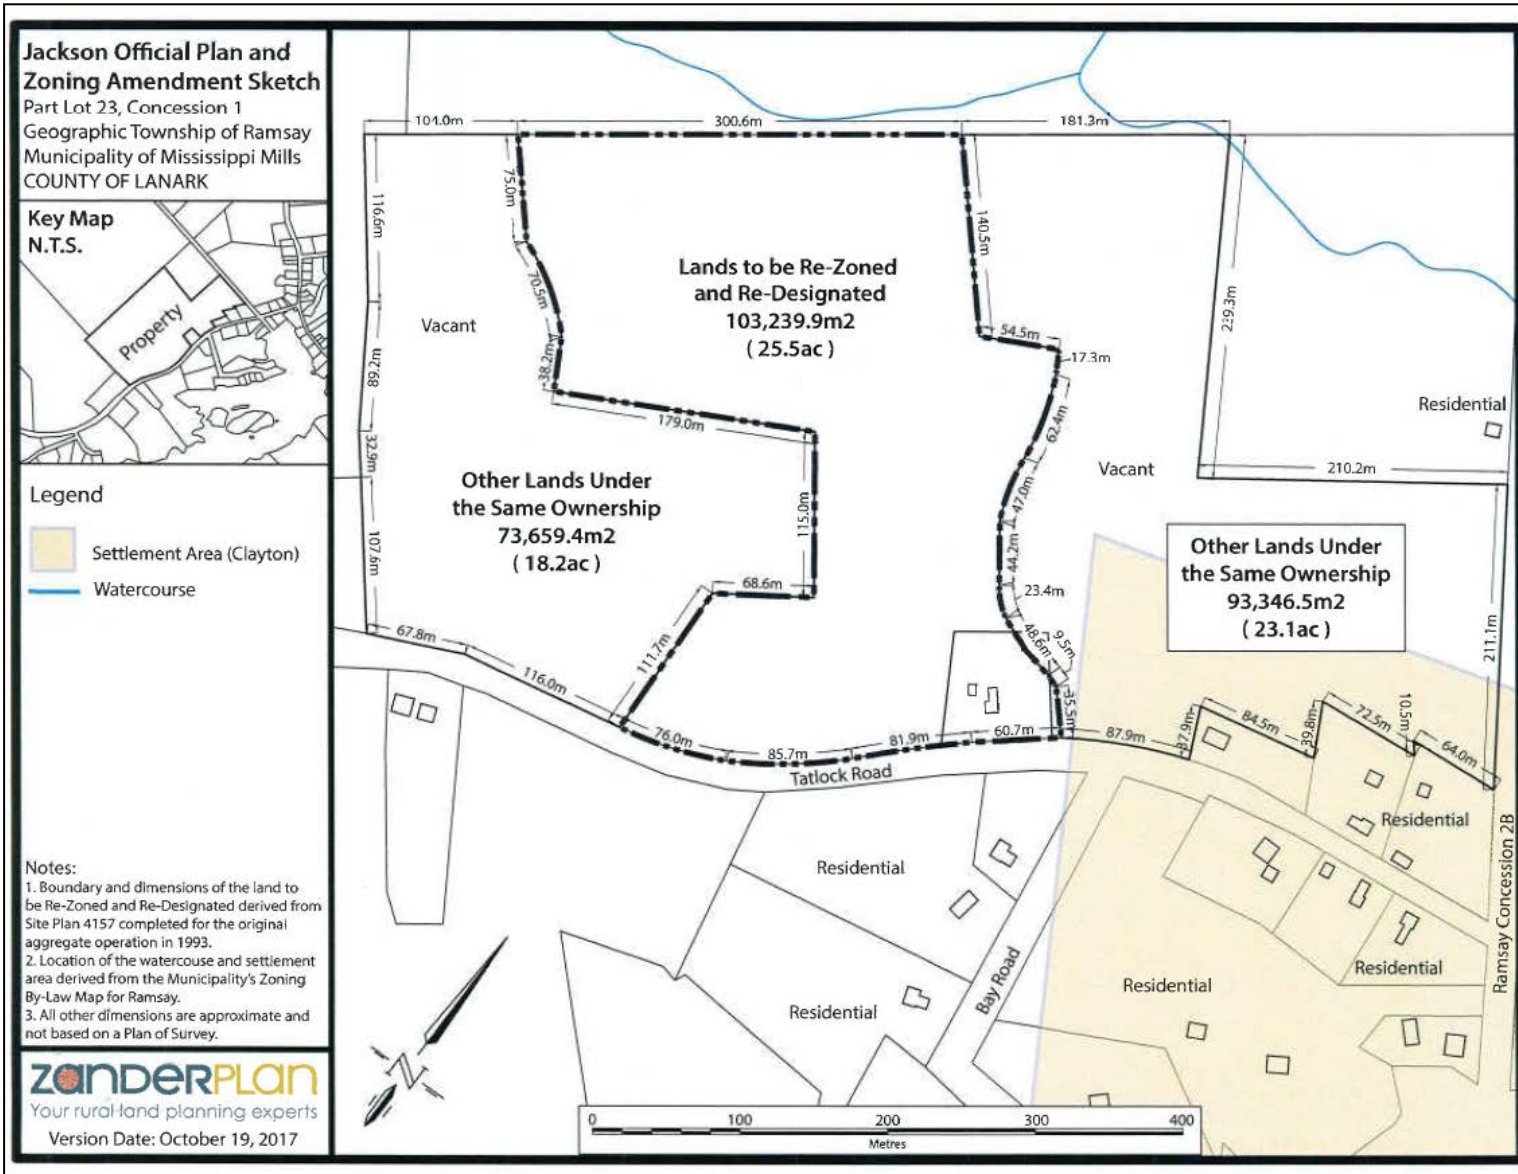 Jackson Official Plan and
Zoning Amendment Sketch
Part Lot 23, Concession 1
Geographic Township of Ramsay
Municipality of Mississippi Mills
COUNTY OF LANARK
Key Map
N.T.S.
Property
Legend
Settlement Area (Clayton)
Watercourse
Notes:
1. Boundary and dimensions of the land to
be Re-Zoned and Re-Designated derived from
Site Plan 4157 completed for the original
aggregate operation in 1993.
2. Location of the watercouse and settlement
area derived from the Municipality's Zoning
By-Law Map for Ramsay.
3. All other dimensions are approximate and
not based on a Plan of Survey.
ZANDERPLAN
Your rural land planning experts
Version Date: October 19, 2017
104.0m
300.6m
181.3m
116.6m
75.0m
140.5m
239.3m
70.5m
38.2m
89.2m
32.9m
107.6m
Vacant
Lands to be Re-Zoned
and Re-Designated
103,239.9m2
( 25.5ac )
54.5m
17.3m
62.4m
47.0m
44.2m
23.4m
48.6m
9.5m
35.5m
Vacant
Residential
210.2m
179.0m
115.0m
68.6m
111.7m
Other Lands Under
the Same Ownership
73,659.4m2
( 18.2ac )
Other Lands Under
the Same Ownership
93,346.5m2
( 23.1ac )
211.1m
67.8m
116.0m
76.0m
85.7m
81.9m
60.7m
87.9m
37.9m
84.5m
39.8m
72.5m
10.5m
64.0m
Tatlock Road
Residential
Residential
Residential
Residential
Residential
Bay Road
Ramsay Concession 2B
N
0 100 200 300 400
Metres